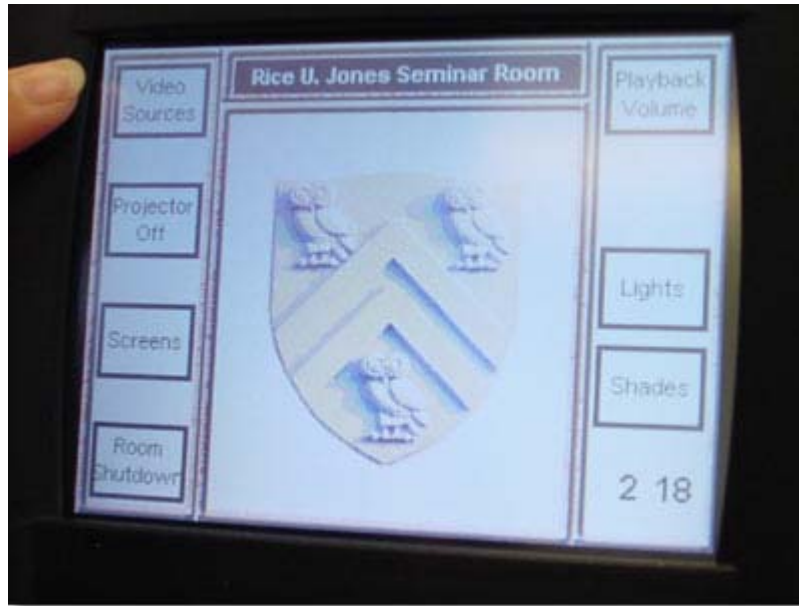 Rice U. Jones Seminar Room
Video
Sources
Projector
Off
Screens
Room
Shutdown
Playback
Volume
Lights
Shades
2 18